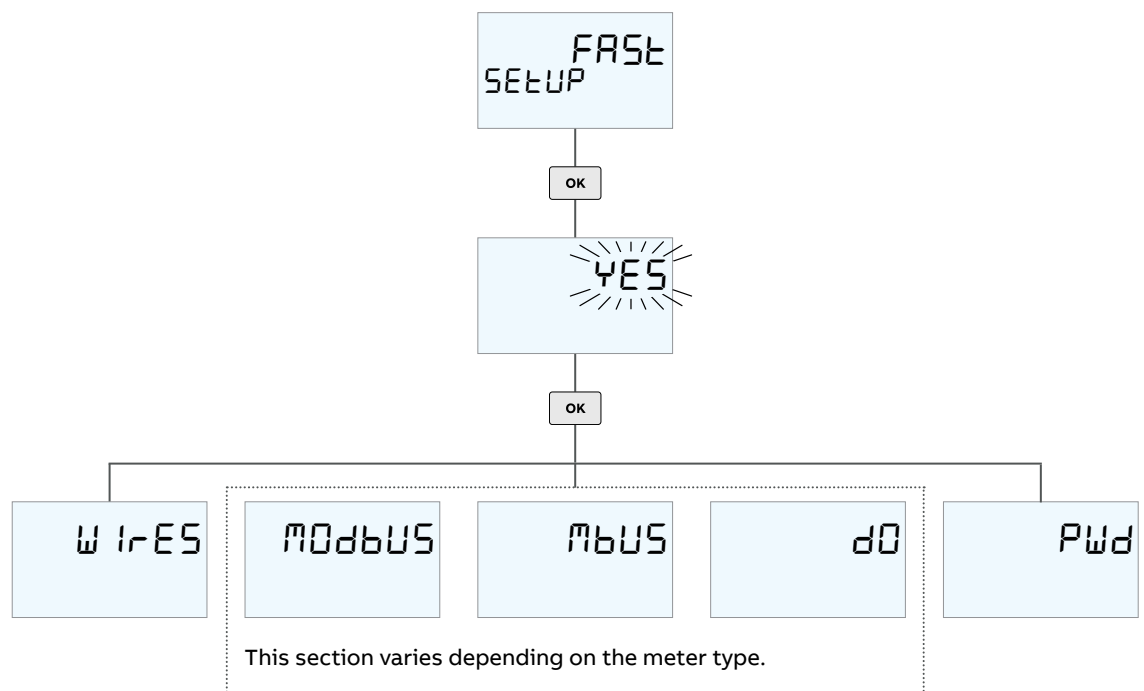 FASt
SEtUP
OK
YES
OK
WIrES
MOdbUS
MbUS
dO
PWd
This section varies depending on the meter type.